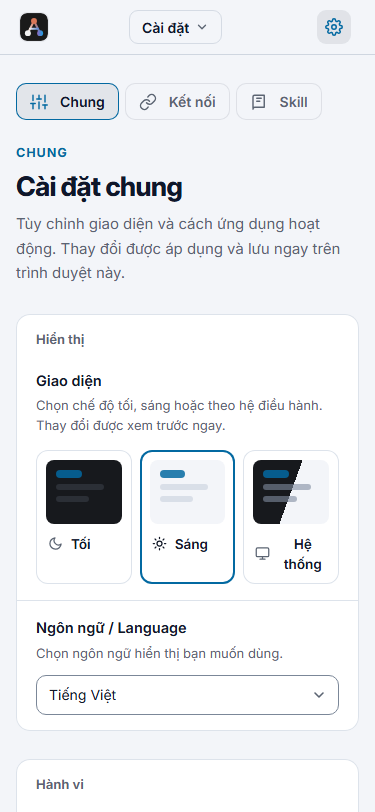 Cài đặt
Chung
Kết nối
Skill
CHUNG
Cài đặt chung
Tùy chỉnh giao diện và cách ứng dụng hoạt
động. Thay đổi được áp dụng và lưu ngay trên
trình duyệt này.
Hiển thị
Giao diện
Chọn chế độ tối, sáng hoặc theo hệ điều hành.
Thay đổi được xem trước ngay.
Tối
Sáng
Hệ
thống
Ngôn ngữ / Language
Chọn ngôn ngữ hiển thị bạn muốn dùng.
Tiếng Việt
Hành vi